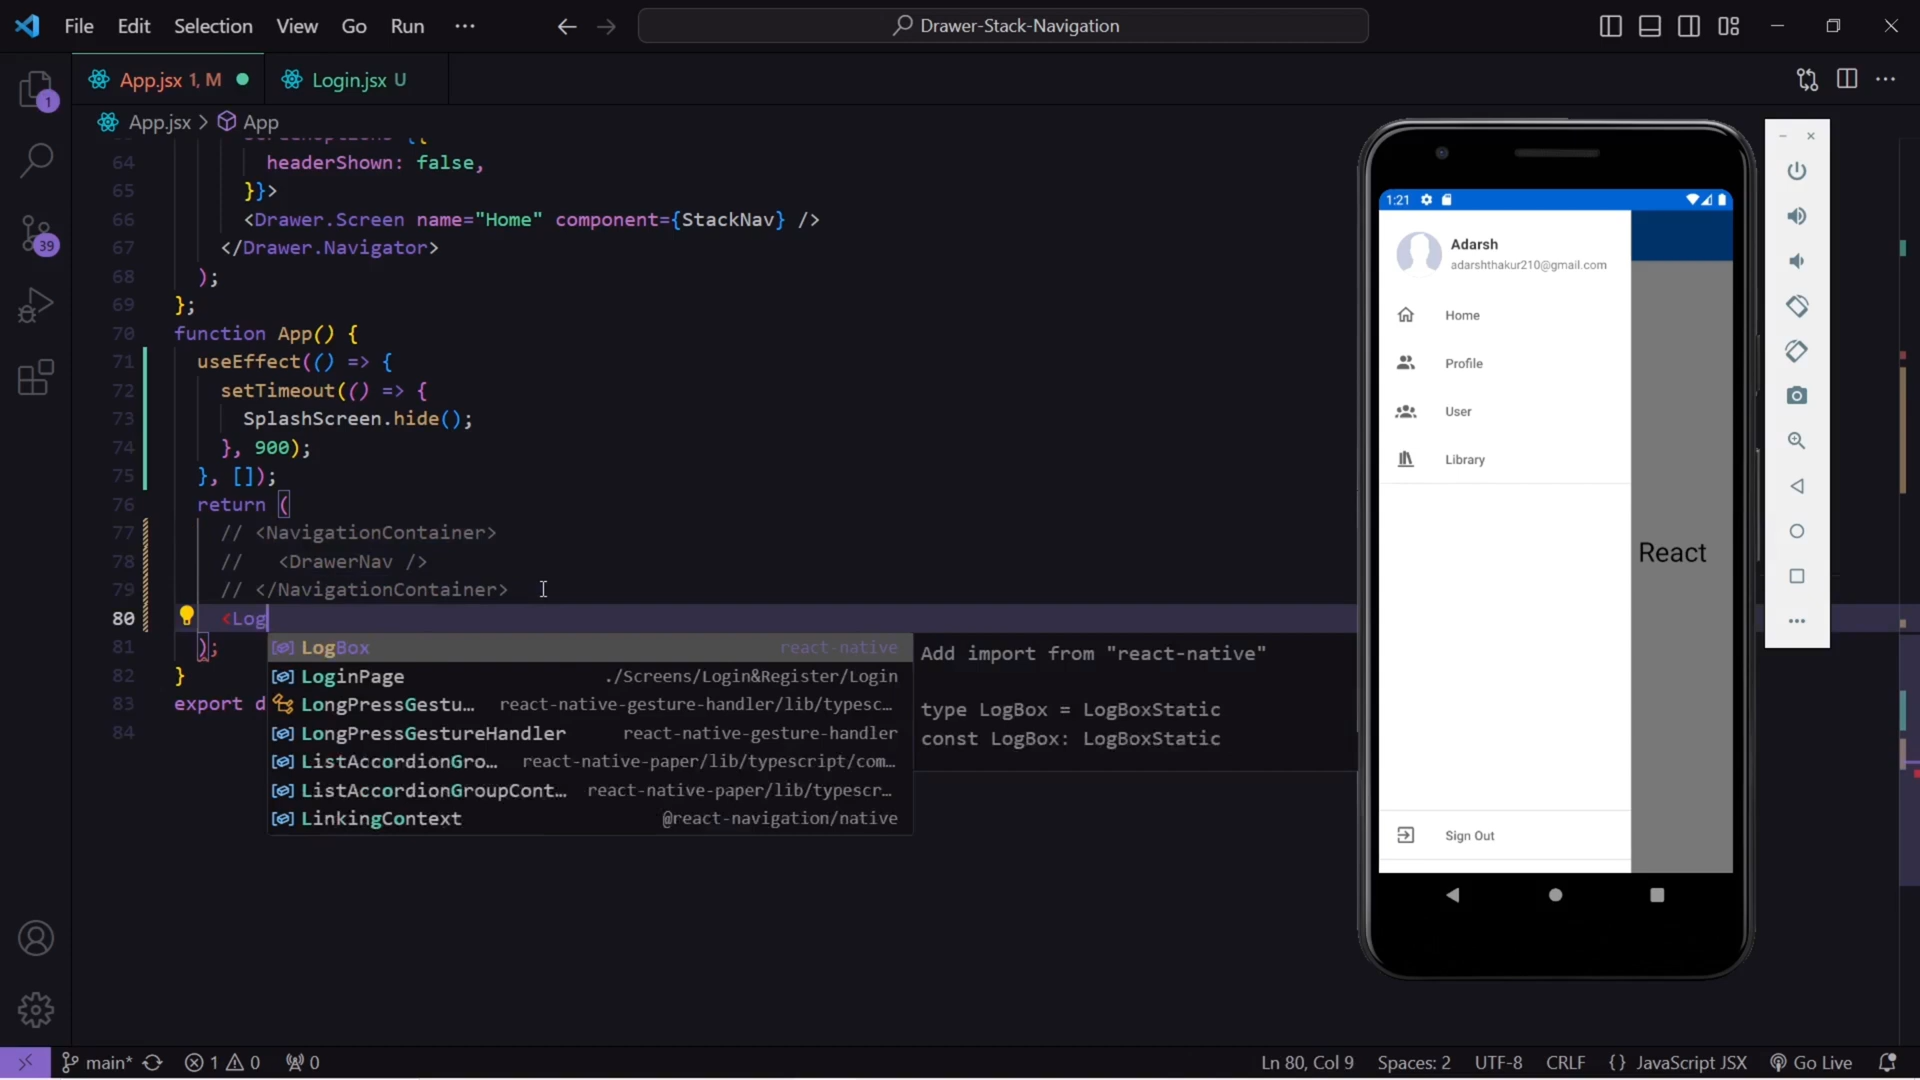 File Edit Selection View Go Run ···
Drawer-Stack-Navigation
App.jsx 1, M
Login.jsx U
App.jsx > App
64 headerShown: false,
65 }}>
66 <Drawer.Screen name="Home" component={StackNav} />
67 </Drawer.Navigator>
68 );
69 };
70 function App() {
71 useEffect(() => {
72 setTimeout(() => {
73 SplashScreen.hide();
74 }, 900);
75 }, []);
76 return (
77 // <NavigationContainer>
78 // <DrawerNav />
79 // </NavigationContainer>
80 <Log
81 );
82 }
83 export d
84
LogBox react-native
LoginPage ./Screens/Login&Register/Login
LongPressGestu… react-native-gesture-handler/lib/typesc…
LongPressGestureHandler react-native-gesture-handler
ListAccordionGro… react-native-paper/lib/typescript/com…
ListAccordionGroupCont… react-native-paper/lib/typescr…
LinkingContext @react-navigation/native
Add import from "react-native"
type LogBox = LogBoxStatic
const LogBox: LogBoxStatic
1:21
Adarsh
adarshthakur210@gmail.com
Home
Profile
User
Library
React
Sign Out
1
39
main* 1 0 0
Ln 80, Col 9 Spaces: 2 UTF-8 CRLF {} JavaScript JSX Go Live